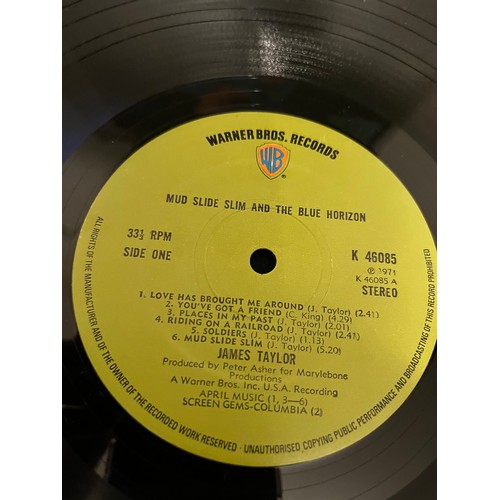 WARNER BROS. RECORDS
WB
MUD SLIDE SLIM AND THE BLUE HORIZON
33⅓ RPM
SIDE ONE
K 46085
℗ 1971
K 46085 A
STEREO
1. LOVE HAS BROUGHT ME AROUND (J. Taylor) (2.41)
2. YOU'VE GOT A FRIEND (C. King) (4.29)
3. PLACES IN MY PAST (J. Taylor) (2.01)
4. RIDING ON A RAILROAD (J. Taylor) (2.41)
5. SOLDIERS (J. Taylor) (1.13)
6. MUD SLIDE SLIM (J. Taylor) (5.20)
JAMES TAYLOR
Produced by Peter Asher for Marylebone
Productions
A Warner Bros. Inc. U.S.A. Recording
APRIL MUSIC (1, 3—6)
SCREEN GEMS-COLUMBIA (2)
ALL RIGHTS OF THE MANUFACTURER AND OF THE OWNER OF THE RECORDED WORK RESERVED - UNAUTHORISED COPYING PUBLIC PERFORMANCE AND BROADCASTING OF THIS RECORD PROHIBITED